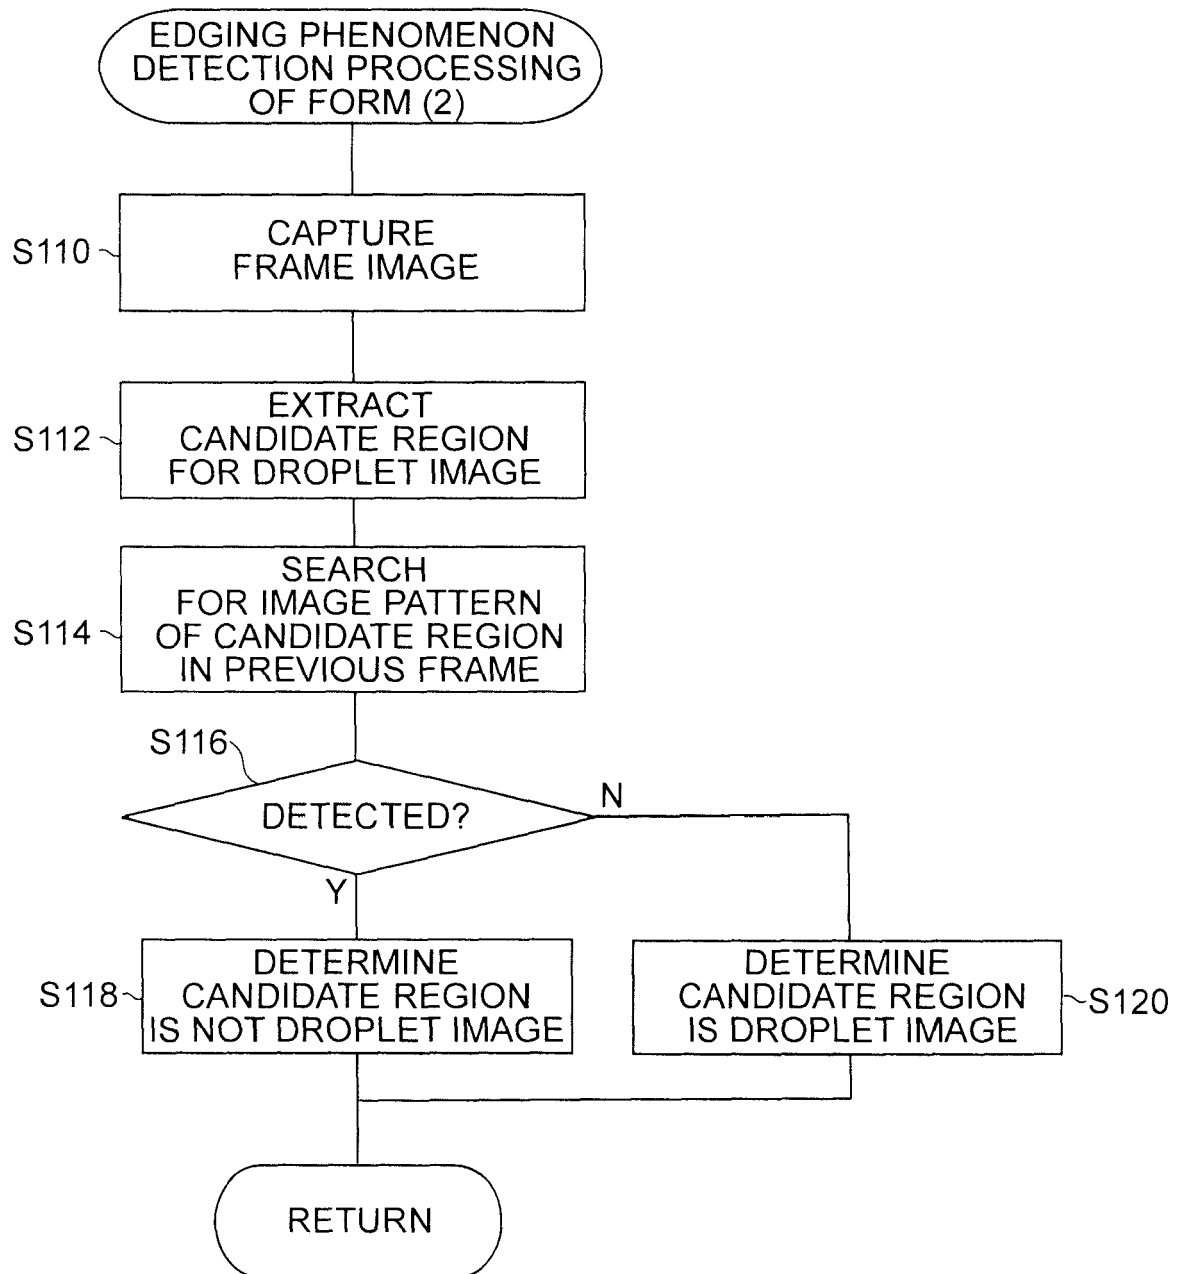 EDGING PHENOMENON
DETECTION PROCESSING
OF FORM (2)
S110
CAPTURE
FRAME IMAGE
S112
EXTRACT
CANDIDATE REGION
FOR DROPLET IMAGE
S114
SEARCH
FOR IMAGE PATTERN
OF CANDIDATE REGION
IN PREVIOUS FRAME
S116
DETECTED?
N
Y
S118
DETERMINE
CANDIDATE REGION
IS NOT DROPLET IMAGE
DETERMINE
CANDIDATE REGION
IS DROPLET IMAGE
S120
RETURN